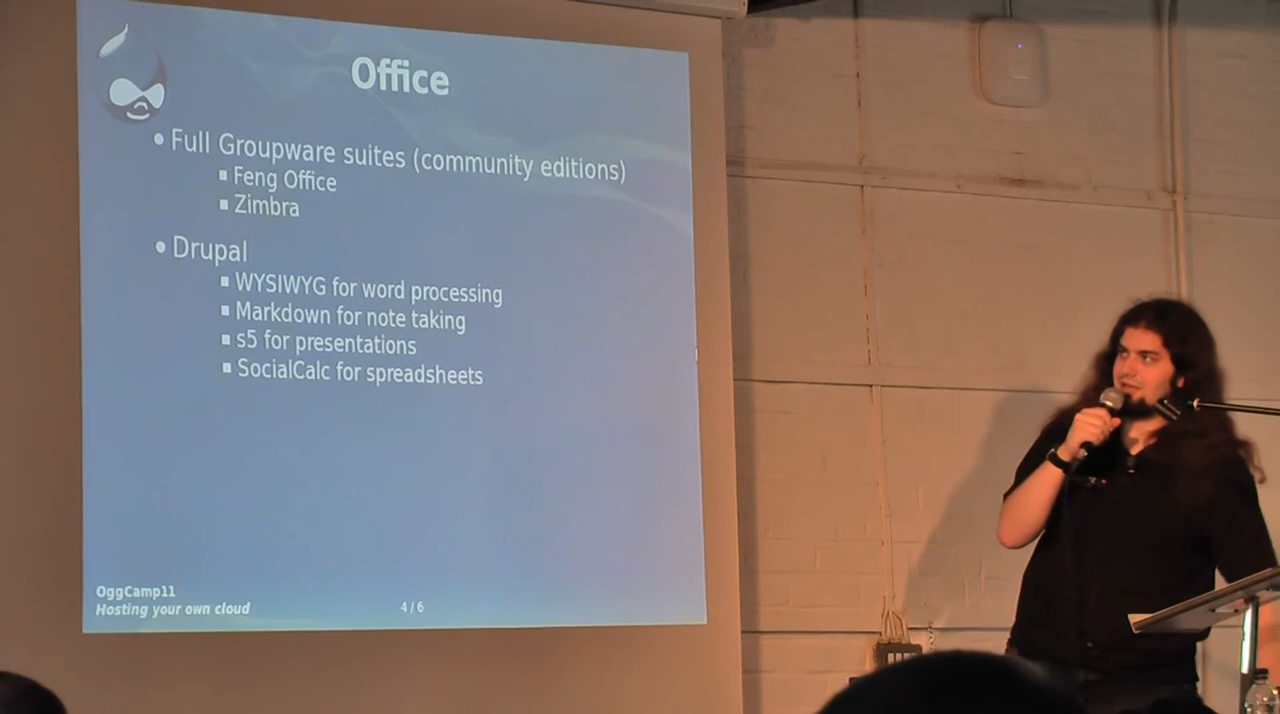 Office
• Full Groupware suites (community editions)
▪ Feng Office
▪ Zimbra
• Drupal
▪ WYSIWYG for word processing
▪ Markdown for note taking
▪ s5 for presentations
▪ SocialCalc for spreadsheets
OggCamp11
Hosting your own cloud
4 / 6